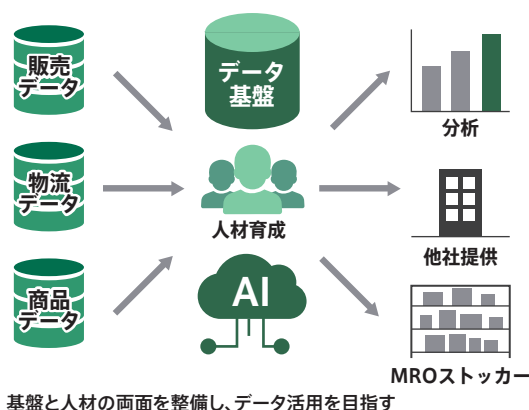 販売
データ
物流
データ
商品
データ
データ
基盤
人材育成
AI
分析
他社提供
MROストッカー
基盤と人材の両面を整備し、データ活用を目指す